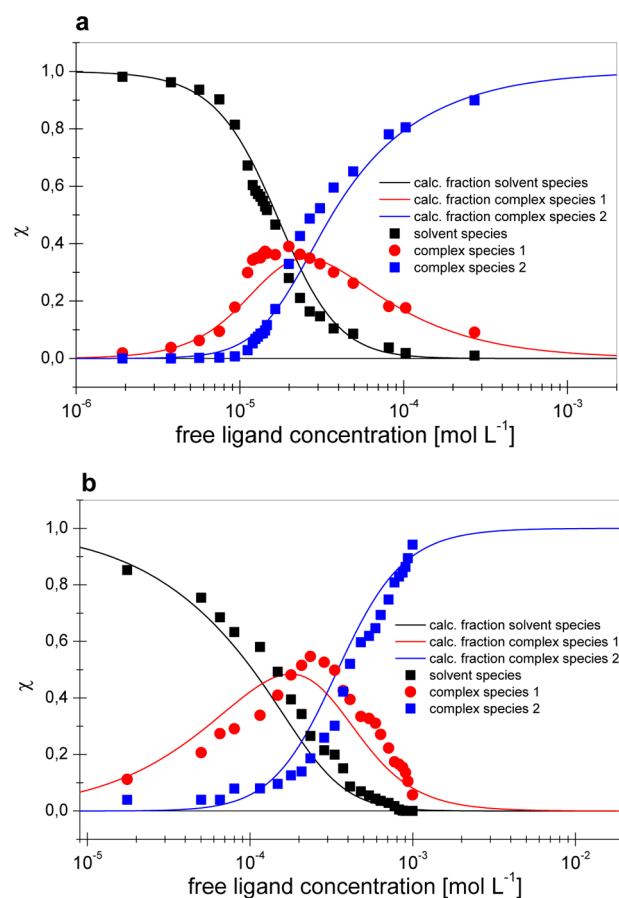 a
1,0
0,8
0,6
0,4
0,2
0,0
χ
calc. fraction solvent species
calc. fraction complex species 1
calc. fraction complex species 2
solvent species
complex species 1
complex species 2
10⁻⁶ 10⁻⁵ 10⁻⁴ 10⁻³
free ligand concentration [mol L⁻¹]
b
1,0
0,8
0,6
0,4
0,2
0,0
χ
calc. fraction solvent species
calc. fraction complex species 1
calc. fraction complex species 2
solvent species
complex species 1
complex species 2
10⁻⁵ 10⁻⁴ 10⁻³ 10⁻²
free ligand concentration [mol L⁻¹]